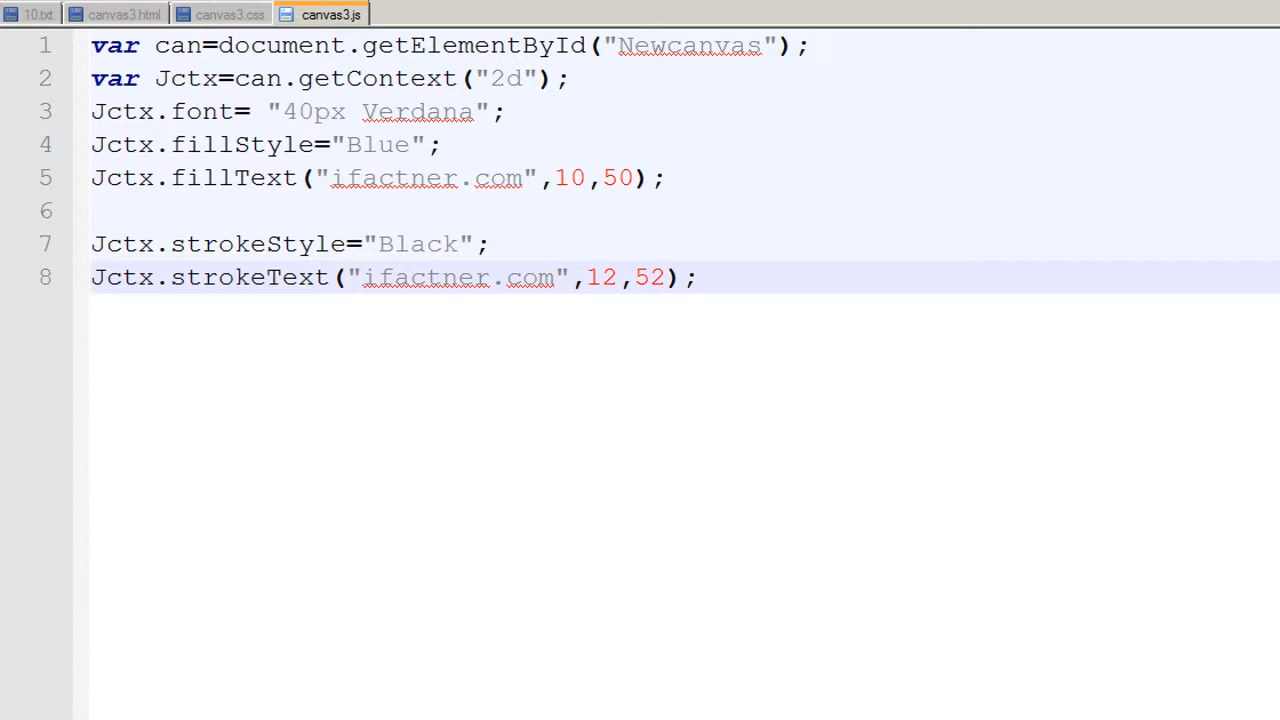 10.txt canvas3.html canvas3.css canvas3.js
1 var can=document.getElementById("Newcanvas");
2 var Jctx=can.getContext("2d");
3 Jctx.font= "40px Verdana";
4 Jctx.fillStyle="Blue";
5 Jctx.fillText("ifactner.com",10,50);
6
7 Jctx.strokeStyle="Black";
8 Jctx.strokeText("ifactner.com",12,52);